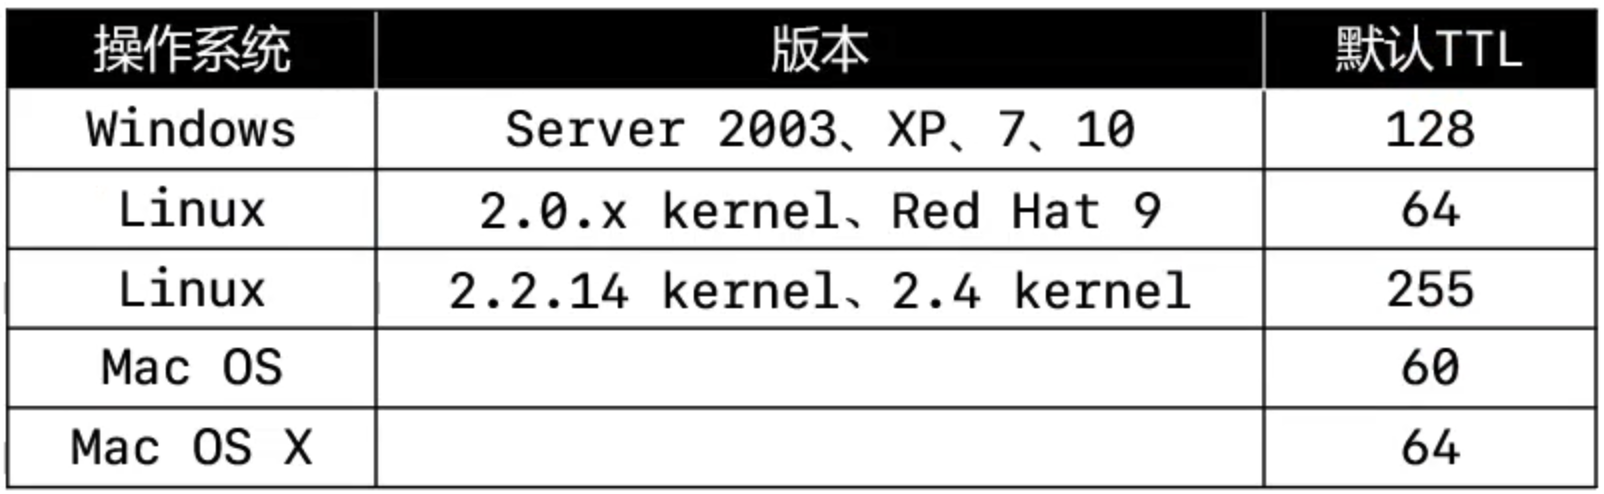 操作系统 版本 默认TTL
Windows Server 2003、XP、7、10 128
Linux 2.0.x kernel、Red Hat 9 64
Linux 2.2.14 kernel、2.4 kernel 255
Mac OS 60
Mac OS X 64